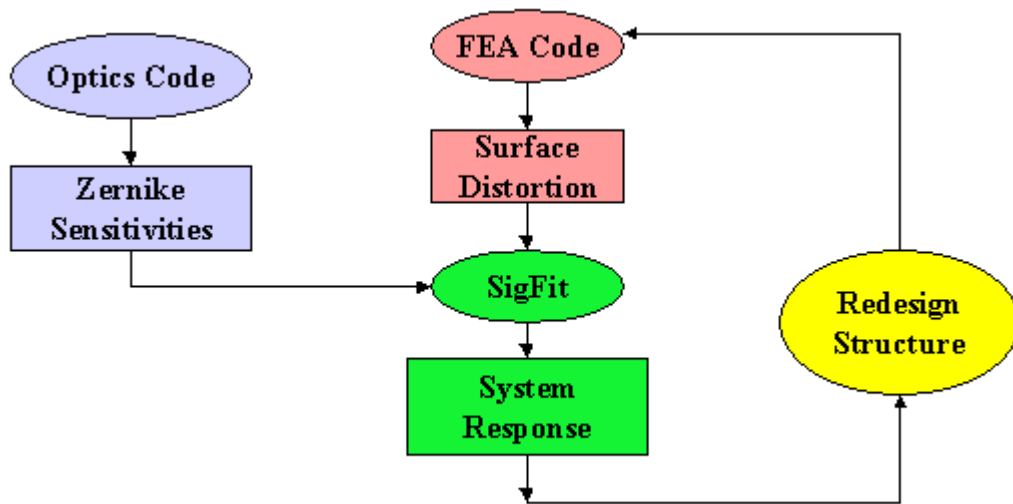 Optics Code
Zernike
Sensitivities
FEA Code
Surface
Distortion
SigFit
System
Response
Redesign
Structure